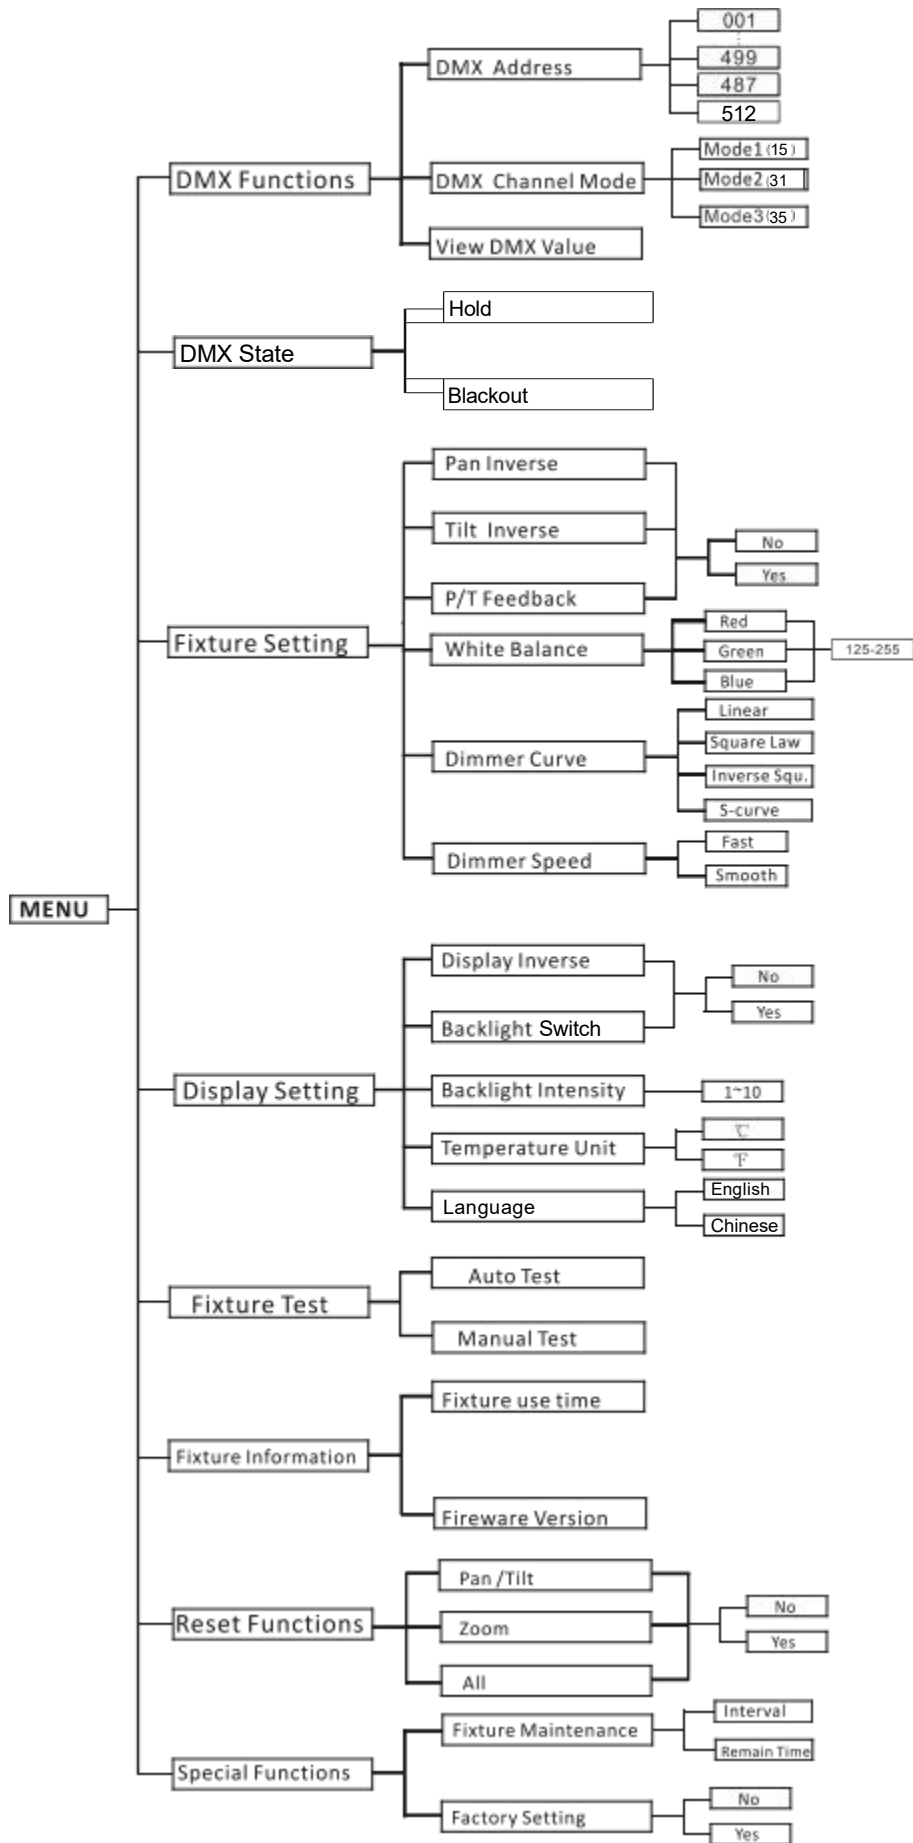 001
DMX Address
499
487
512
Mode1(15)
DMX Functions
DMX Channel Mode
Mode2(31
Mode3(35)
View DMX Value
Hold
DMX State
Blackout
Pan Inverse
Tilt Inverse
No
Yes
P/T Feedback
Fixture Setting
White Balance
Red
Green
125-255
Blue
Linear
Dimmer Curve
Square Law
Inverse Squ.
S-curve
Fast
Dimmer Speed
Smooth
MENU
Display Inverse
No
Backlight Switch
Yes
Display Setting
Backlight Intensity
1~10
Temperature Unit
℃
℉
Language
English
Chinese
Auto Test
Fixture Test
Manual Test
Fixture use time
Fixture Information
Fireware Version
Pan /Tilt
Reset Functions
Zoom
No
Yes
All
Fixture Maintenance
Interval
Remain Time
Special Functions
Factory Setting
No
Yes